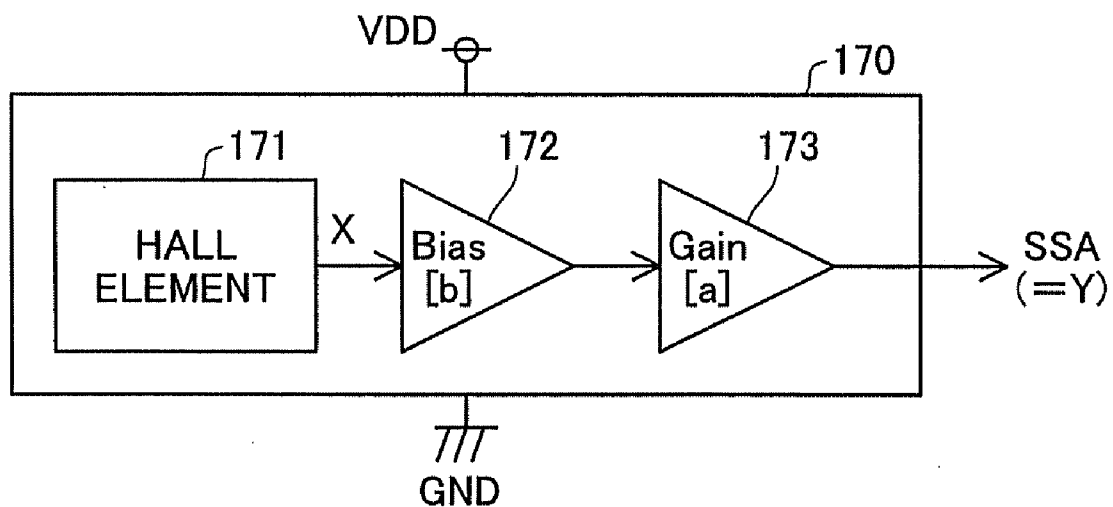 VDD
170
171
172
173
HALL
ELEMENT
X
Bias
[b]
Gain
[a]
SSA
(=Y)
GND